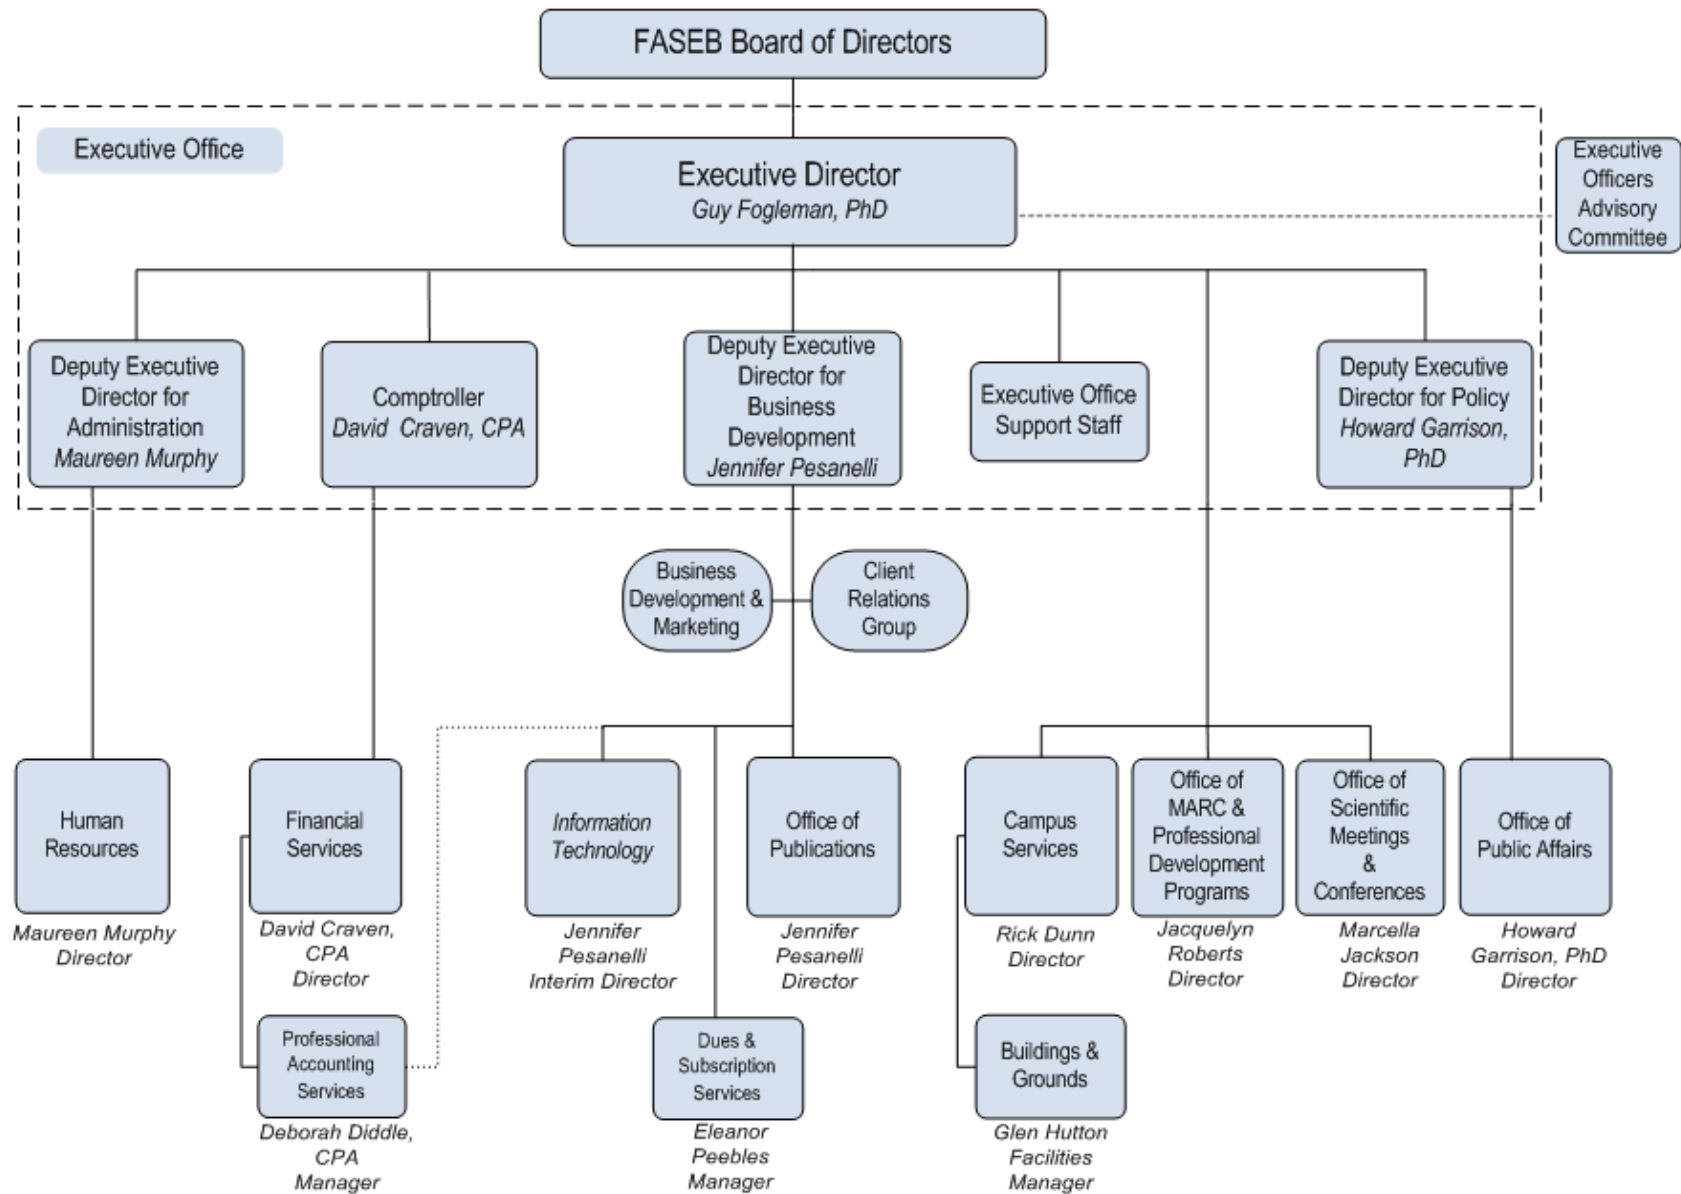 FASEB Board of Directors
Executive Office
Executive Director
Guy Fogleman, PhD
Executive
Officers
Advisory
Committee
Deputy Executive
Director for
Administration
Maureen Murphy
Comptroller
David Craven, CPA
Deputy Executive
Director for
Business
Development
Jennifer Pesanelli
Executive Office
Support Staff
Deputy Executive
Director for Policy
Howard Garrison,
PhD
Business
Development &
Marketing
Client
Relations
Group
Human
Resources
Maureen Murphy
Director
Financial
Services
David Craven,
CPA
Director
Information
Technology
Jennifer
Pesanelli
Interim Director
Office of
Publications
Jennifer
Pesanelli
Director
Campus
Services
Rick Dunn
Director
Office of
MARC &
Professional
Development
Programs
Jacquelyn
Roberts
Director
Office of
Scientific
Meetings
&
Conferences
Marcella
Jackson
Director
Office of
Public Affairs
Howard
Garrison, PhD
Director
Professional
Accounting
Services
Deborah Diddle,
CPA
Manager
Dues &
Subscription
Services
Eleanor
Peebles
Manager
Buildings &
Grounds
Glen Hutton
Facilities
Manager